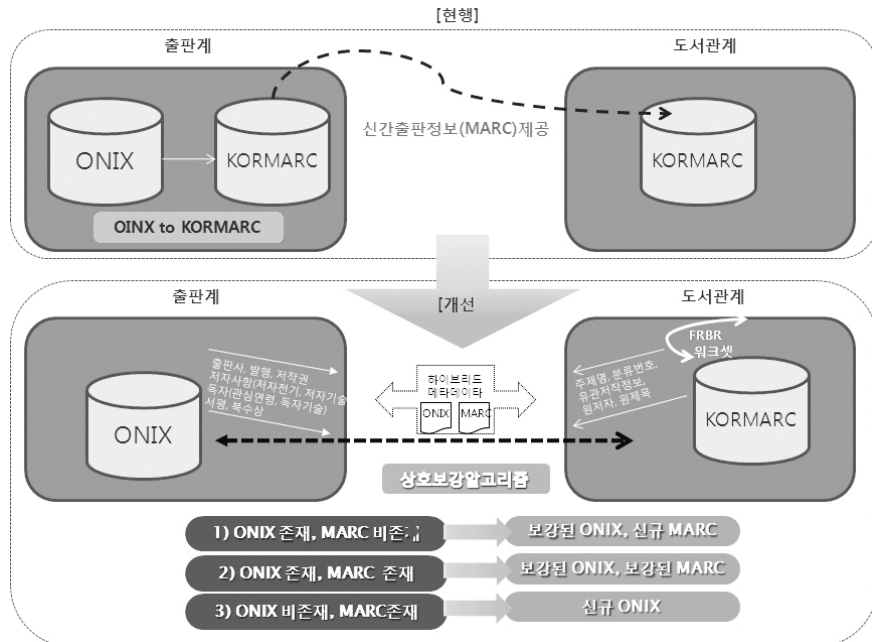 [현행]
출판계
도서관계
ONIX
KORMARC
신간출판정보(MARC)제공
KORMARC
OINX to KORMARC
[개선
출판계
도서관계
출판사, 발행, 저작권
저자사항(저자전기, 저자기술
독자(관심연령, 독자기술)
서평, 북수상
ONIX
하이브리드
메타데이타
ONIX
MARC
FRBR
워크셋
주제명, 분류번호,
유관저작정보,
원저자, 원제목
KORMARC
상호보강알고리즘
1) ONIX 존재, MARC 비존재
보강된 ONIX, 신규 MARC
2) ONIX 존재, MARC 존재
보강된 ONIX, 보강된 MARC
3) ONIX 비존재, MARC존재
신규 ONIX